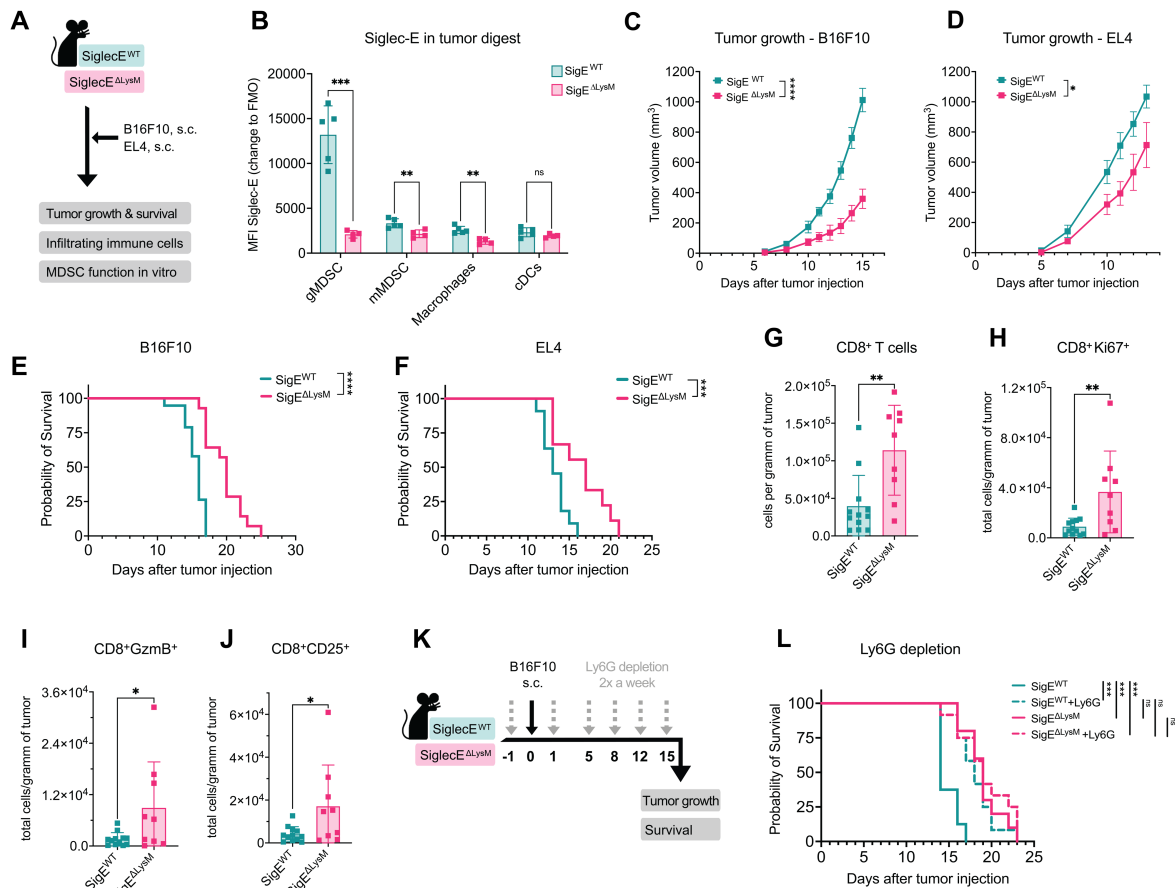 A
SiglecE^WT
SiglecE^ΔLysM
B16F10, s.c.
EL4, s.c.
Tumor growth & survival
Infiltrating immune cells
MDSC function in vitro
B
Siglec-E in tumor digest
SigE^WT
SigE^ΔLysM
MFI Siglec-E (change to FMO)
20000
15000
10000
5000
0
***
**
**
ns
gMDSC
mMDSC
Macrophages
cDCs
C
Tumor growth - B16F10
SigE^WT
SigE^ΔLysM
****
Tumor volume (mm³)
1200
1000
800
600
400
200
0
0
5
10
15
Days after tumor injection
D
Tumor growth - EL4
SigE^WT
SigE^ΔLysM
*
Tumor volume (mm³)
1200
1000
800
600
400
200
0
0
5
10
Days after tumor injection
E
B16F10
SigE^WT
SigE^ΔLysM
****
Probability of Survival
100
75
50
25
0
0
10
20
30
Days after tumor injection
F
EL4
SigE^WT
SigE^ΔLysM
***
Probability of Survival
100
75
50
25
0
0
5
10
15
20
25
Days after tumor injection
G
CD8⁺ T cells
**
cells per gramm of tumor
2.0×10⁵
1.5×10⁵
1.0×10⁵
5.0×10⁴
0.0
SigE^WT
SigE^ΔLysM
H
CD8⁺Ki67⁺
**
total cells/gramm of tumor
1.2×10⁵
8.0×10⁴
4.0×10⁴
0.0
SigE^WT
SigE^ΔLysM
I
CD8⁺GzmB⁺
*
total cells/gramm of tumor
3.6×10⁴
2.4×10⁴
1.2×10⁴
0.0
SigE^WT
SigE^ΔLysM
J
CD8⁺CD25⁺
*
total cells/gramm of tumor
6×10⁴
4×10⁴
2×10⁴
0
SigE^WT
SigE^ΔLysM
K
B16F10
s.c.
Ly6G depletion
2x a week
SiglecE^WT
SiglecE^ΔLysM
-1 0 1 5 8 12 15
Tumor growth
Survival
L
Ly6G depletion
SigE^WT
SigE^WT+Ly6G
SigE^ΔLysM
SigE^ΔLysM +Ly6G
***
***
***
ns
ns
ns
Probability of Survival
100
75
50
25
0
0
5
10
15
20
25
Days after tumor injection